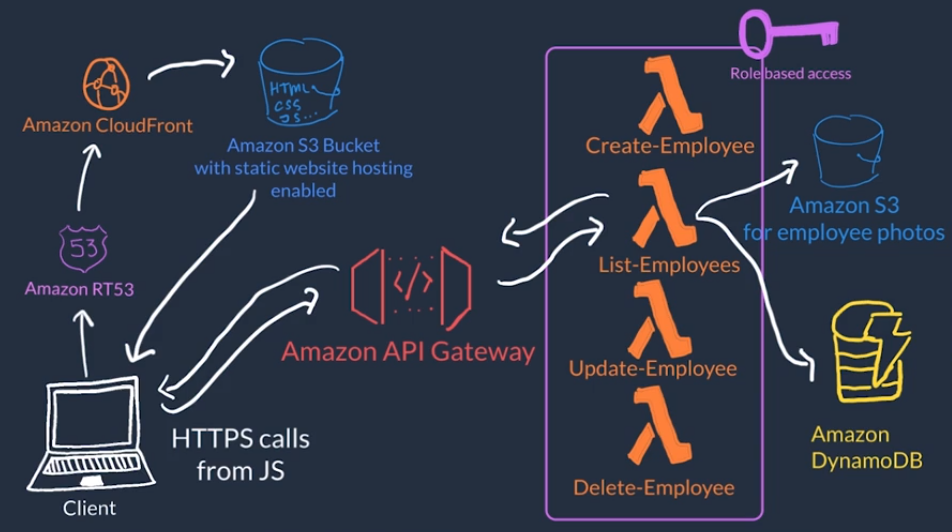 Amazon CloudFront
HTML
CSS
JS...
Amazon S3 Bucket
with static website hosting
enabled
53
Amazon RT53
Client
HTTPS calls
from JS
</>
Amazon API Gateway
Role based access
Create-Employee
List-Employees
Update-Employee
Delete-Employee
Amazon S3
for employee photos
Amazon
DynamoDB